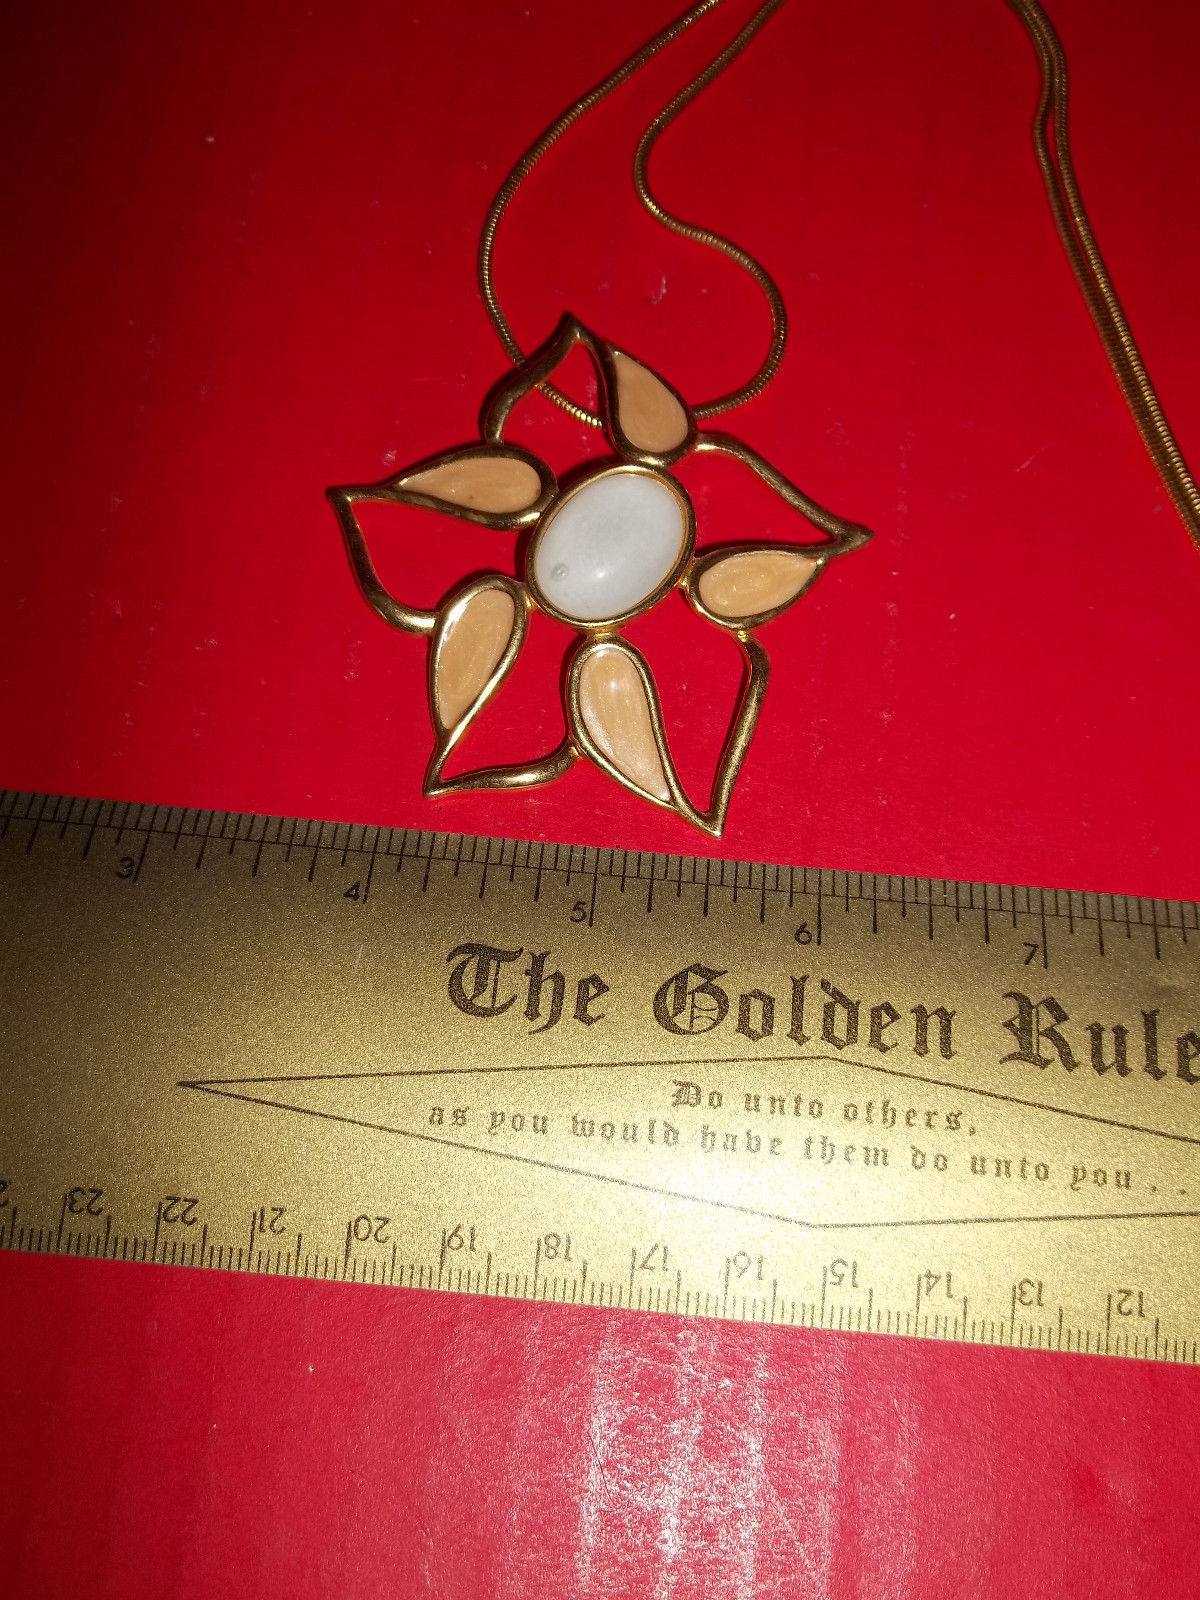 3 4 5 6 7
The Golden Rule
Do unto others,
as you would have them do unto you . .
23 22 21 20 19 18 17 16 15 14 13 12